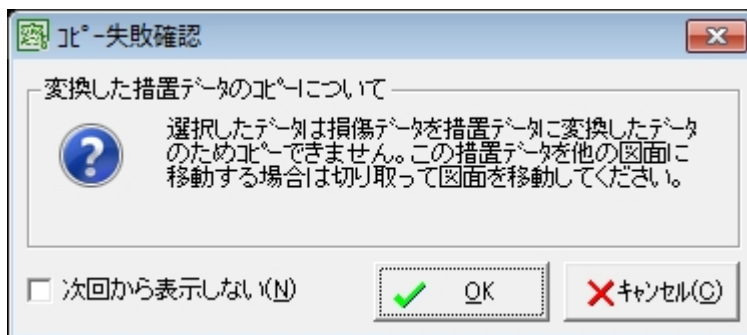 ｺﾋﾟｰ失敗確認
変換した措置ﾃﾞｰﾀのｺﾋﾟｰについて
選択したﾃﾞｰﾀは損傷ﾃﾞｰﾀを措置ﾃﾞｰﾀに変換したﾃﾞｰﾀ
のためｺﾋﾟｰできません。この措置ﾃﾞｰﾀを他の図面に
移動する場合は切り取って図面を移動してください。
次回から表示しない(N)
OK
ｷｬﾝｾﾙ(C)